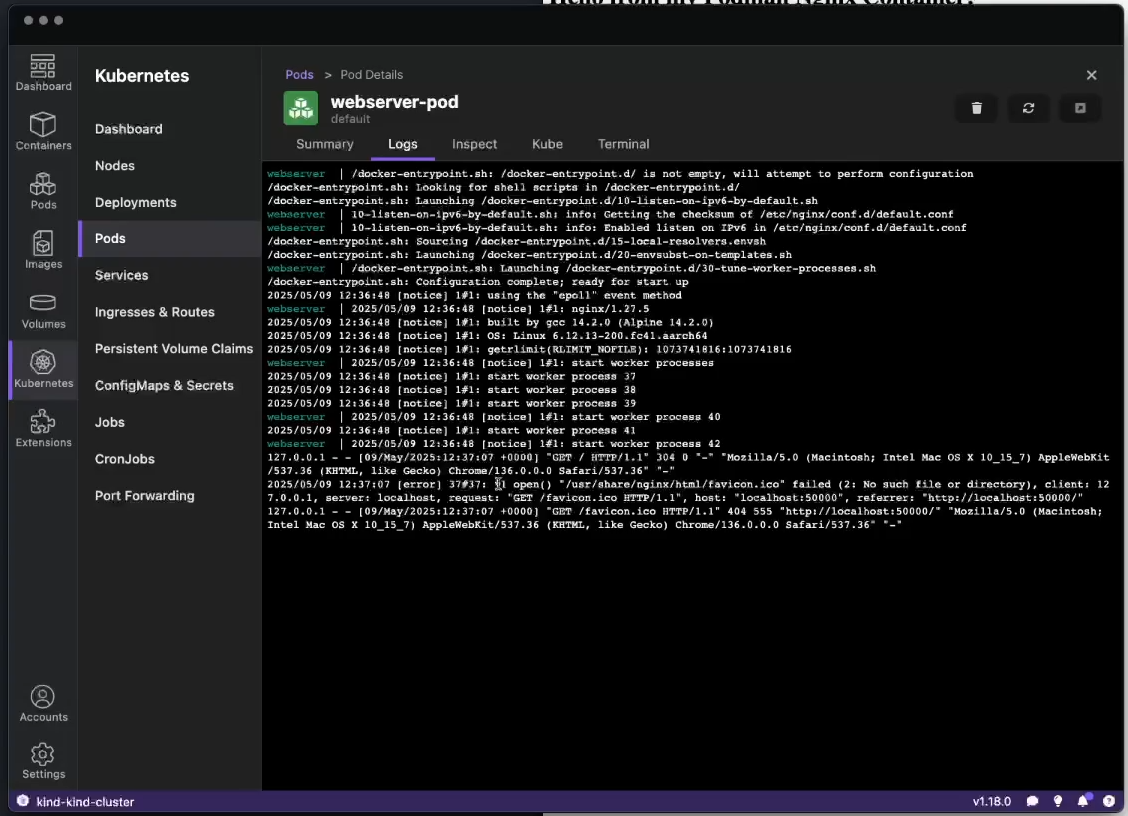 Hello from my Podman Nginx Container!
Dashboard
Containers
Pods
Images
Volumes
Kubernetes
Extensions
Accounts
Settings
Kubernetes
Dashboard
Nodes
Deployments
Pods
Services
Ingresses & Routes
Persistent Volume Claims
ConfigMaps & Secrets
Jobs
CronJobs
Port Forwarding
Pods > Pod Details
webserver-pod
default
Summary Logs Inspect Kube Terminal
webserver | /docker-entrypoint.sh: /docker-entrypoint.d/ is not empty, will attempt to perform configuration
/docker-entrypoint.sh: Looking for shell scripts in /docker-entrypoint.d/
/docker-entrypoint.sh: Launching /docker-entrypoint.d/10-listen-on-ipv6-by-default.sh
webserver | 10-listen-on-ipv6-by-default.sh: info: Getting the checksum of /etc/nginx/conf.d/default.conf
webserver | 10-listen-on-ipv6-by-default.sh: info: Enabled listen on IPv6 in /etc/nginx/conf.d/default.conf
/docker-entrypoint.sh: Sourcing /docker-entrypoint.d/15-local-resolvers.envsh
/docker-entrypoint.sh: Launching /docker-entrypoint.d/20-envsubst-on-templates.sh
webserver | /docker-entrypoint.sh: Launching /docker-entrypoint.d/30-tune-worker-processes.sh
/docker-entrypoint.sh: Configuration complete; ready for start up
2025/05/09 12:36:48 [notice] 1#1: using the "epoll" event method
webserver | 2025/05/09 12:36:48 [notice] 1#1: nginx/1.27.5
2025/05/09 12:36:48 [notice] 1#1: built by gcc 14.2.0 (Alpine 14.2.0)
2025/05/09 12:36:48 [notice] 1#1: OS: Linux 6.12.13-200.fc41.aarch64
2025/05/09 12:36:48 [notice] 1#1: getrlimit(RLIMIT_NOFILE): 1073741816:1073741816
webserver | 2025/05/09 12:36:48 [notice] 1#1: start worker processes
2025/05/09 12:36:48 [notice] 1#1: start worker process 37
2025/05/09 12:36:48 [notice] 1#1: start worker process 38
2025/05/09 12:36:48 [notice] 1#1: start worker process 39
webserver | 2025/05/09 12:36:48 [notice] 1#1: start worker process 40
2025/05/09 12:36:48 [notice] 1#1: start worker process 41
webserver | 2025/05/09 12:36:48 [notice] 1#1: start worker process 42
127.0.0.1 - - [09/May/2025:12:37:07 +0000] "GET / HTTP/1.1" 304 0 "-" "Mozilla/5.0 (Macintosh; Intel Mac OS X 10_15_7) AppleWebKit
/537.36 (KHTML, like Gecko) Chrome/136.0.0.0 Safari/537.36" "-"
2025/05/09 12:37:07 [error] 37#37: open() "/usr/share/nginx/html/favicon.ico" failed (2: No such file or directory), client: 12
7.0.0.1, server: localhost, request: "GET /favicon.ico HTTP/1.1", host: "localhost:50000", referrer: "http://localhost:50000/"
127.0.0.1 - - [09/May/2025:12:37:07 +0000] "GET /favicon.ico HTTP/1.1" 404 555 "http://localhost:50000/" "Mozilla/5.0 (Macintosh;
Intel Mac OS X 10_15_7) AppleWebKit/537.36 (KHTML, like Gecko) Chrome/136.0.0.0 Safari/537.36" "-"
kind-kind-cluster
v1.18.0